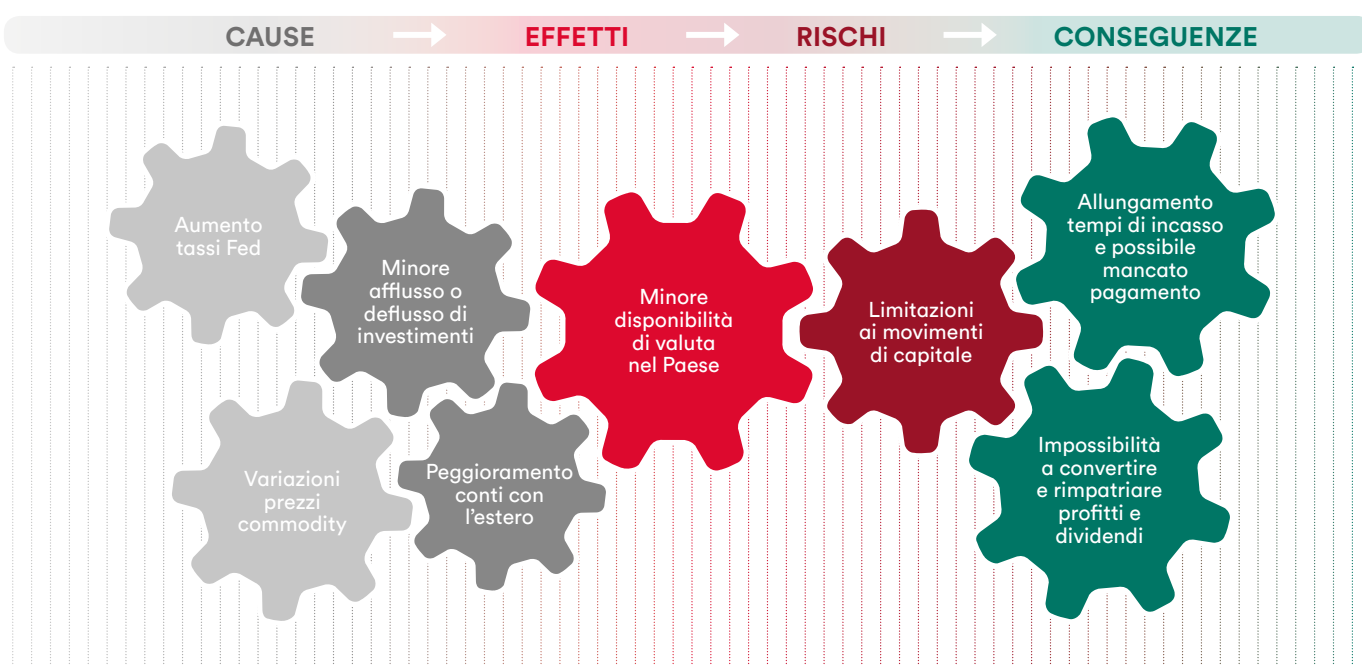 CAUSE
EFFETTI
RISCHI
CONSEGUENZE
Aumento
tassi Fed
Minore
afflusso o
deflusso di
investimenti
Variazioni
prezzi
commodity
Peggioramento
conti con
l’estero
Minore
disponibilità
di valuta
nel Paese
Limitazioni
ai movimenti
di capitale
Allungamento
tempi di incasso
e possibile
mancato
pagamento
Impossibilità
a convertire
e rimpatriare
profitti e
dividendi